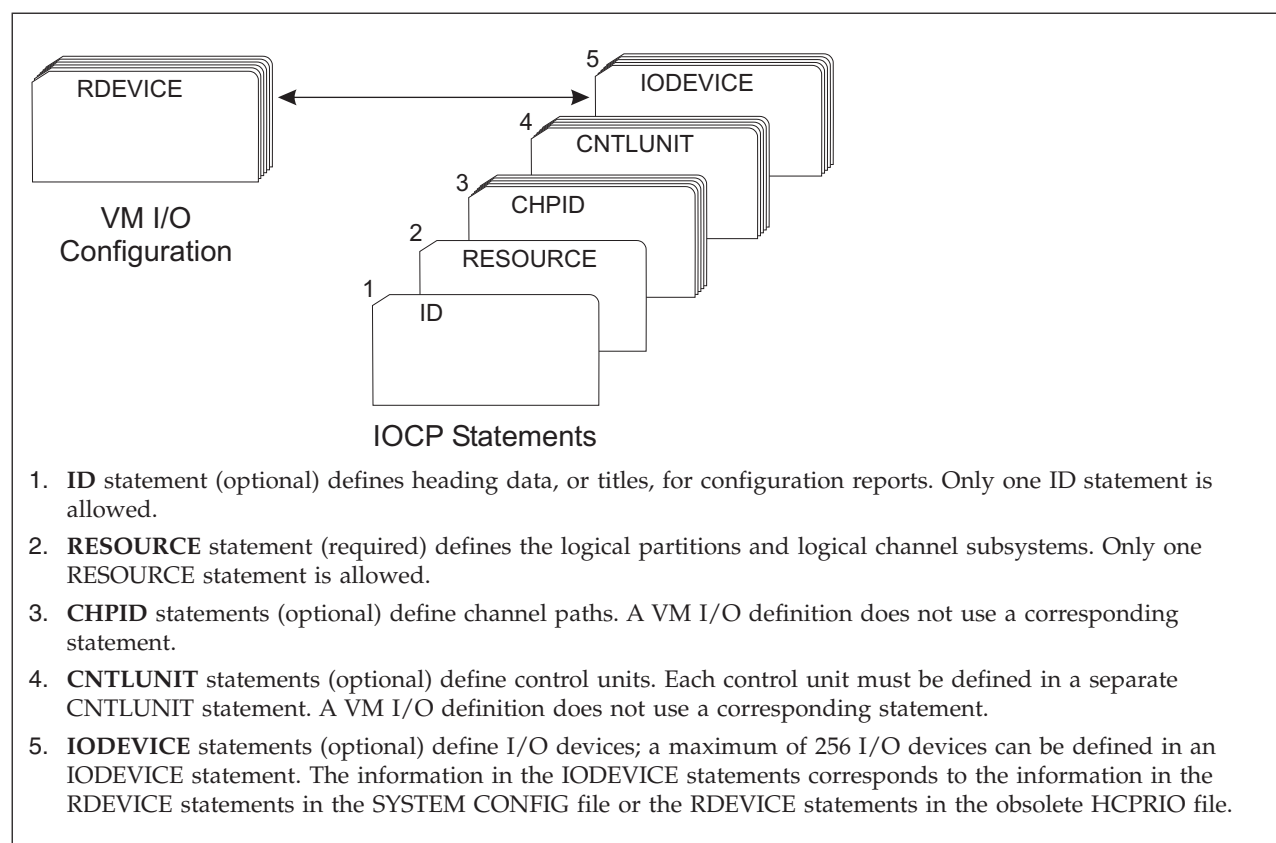 RDEVICE
VM I/O
Configuration
5
IODEVICE
4
CNTLUNIT
3
CHPID
2
RESOURCE
1
ID
IOCP Statements
1. ID statement (optional) defines heading data, or titles, for configuration reports. Only one ID statement is
allowed.
2. RESOURCE statement (required) defines the logical partitions and logical channel subsystems. Only one
RESOURCE statement is allowed.
3. CHPID statements (optional) define channel paths. A VM I/O definition does not use a corresponding
statement.
4. CNTLUNIT statements (optional) define control units. Each control unit must be defined in a separate
CNTLUNIT statement. A VM I/O definition does not use a corresponding statement.
5. IODEVICE statements (optional) define I/O devices; a maximum of 256 I/O devices can be defined in an
IODEVICE statement. The information in the IODEVICE statements corresponds to the information in the
RDEVICE statements in the SYSTEM CONFIG file or the RDEVICE statements in the obsolete HCPRIO file.